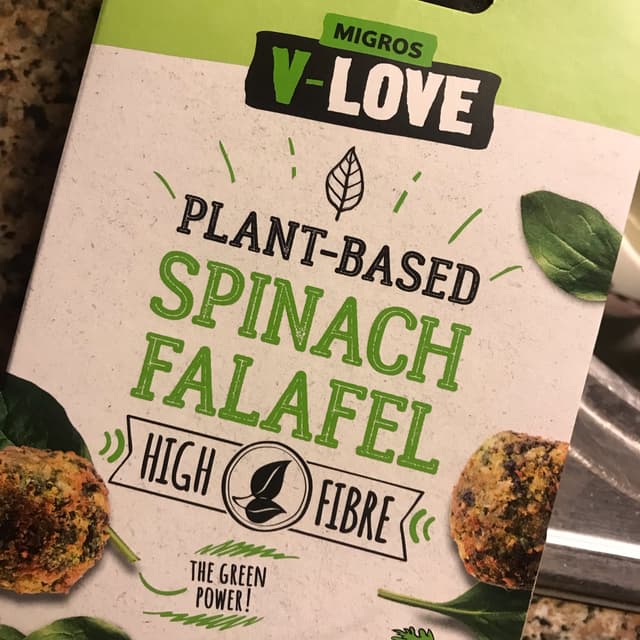 MIGROS
V-LOVE
PLANT-BASED
SPINACH
FALAFEL
HIGH FIBRE
THE GREEN
POWER!